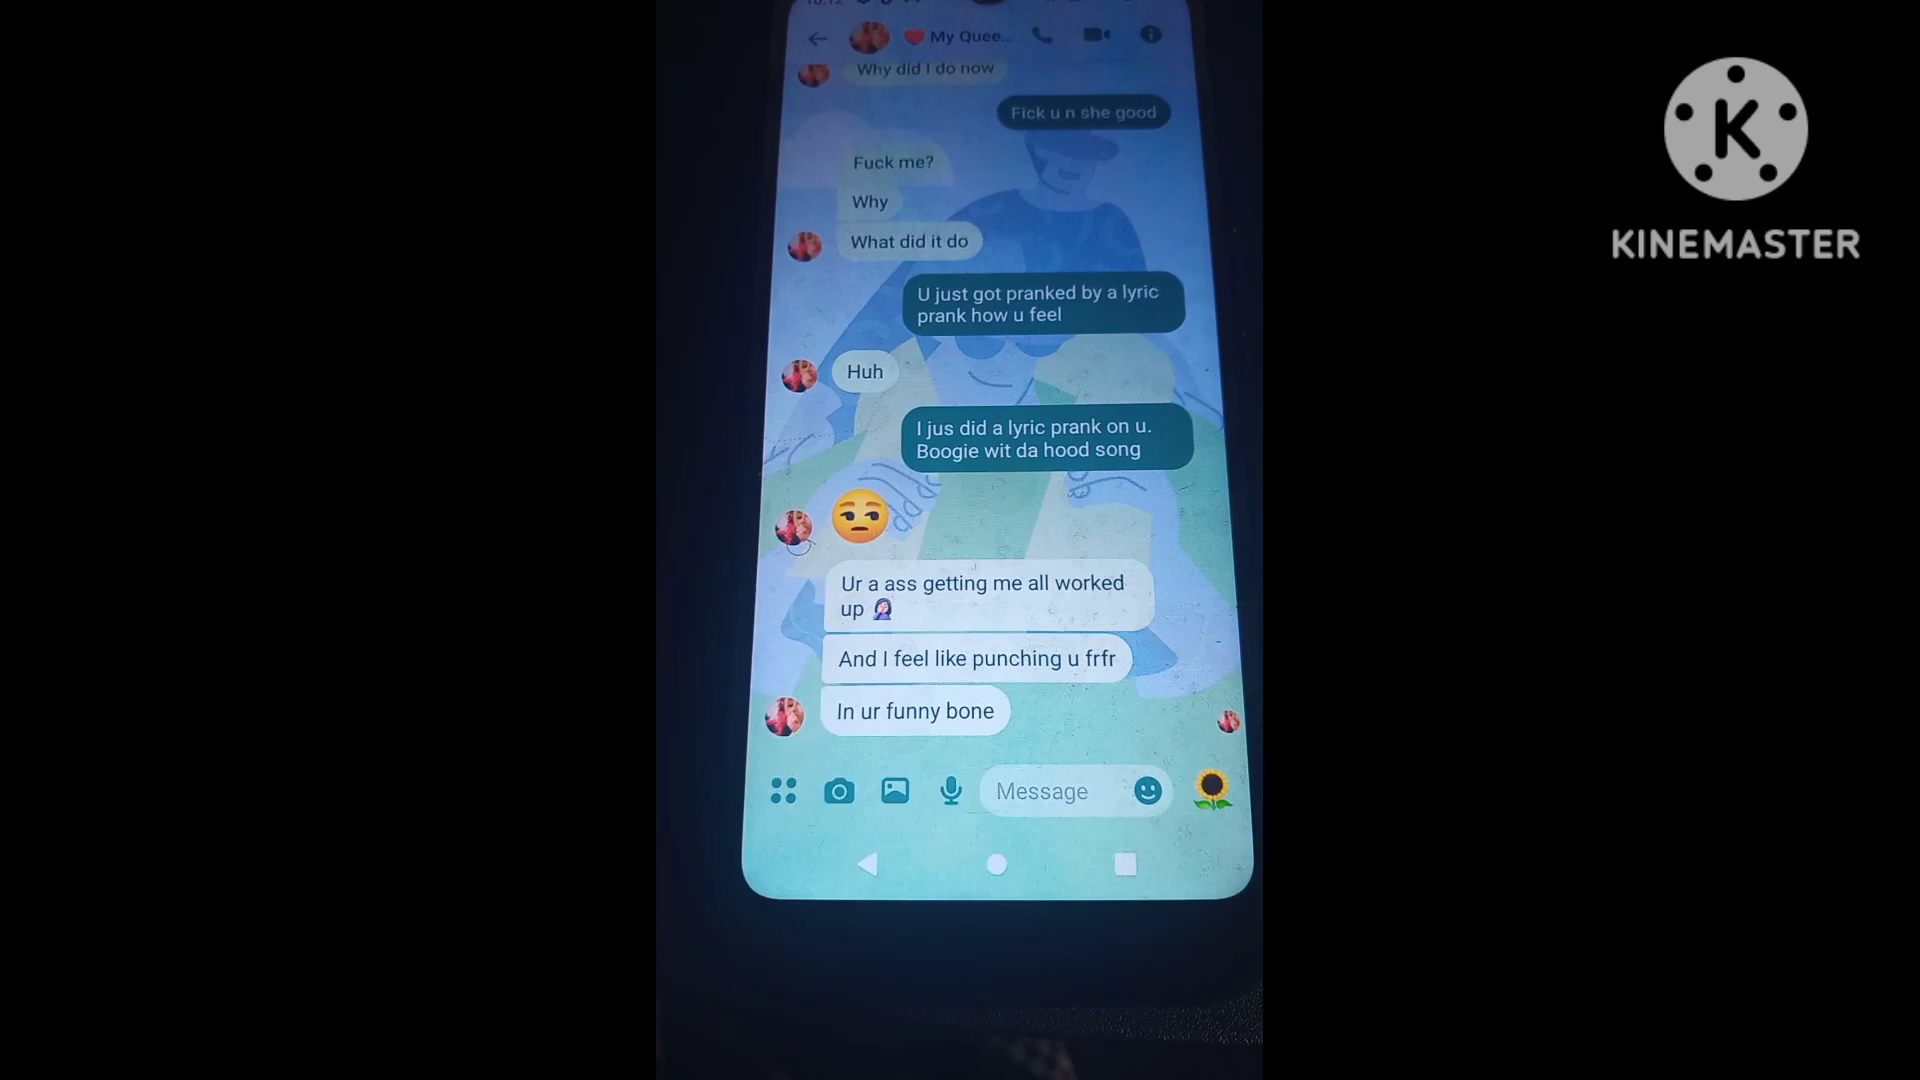 My Quee...
Why did I do now
Fick u n she good
Fuck me?
Why
What did it do
U just got pranked by a lyric
prank how u feel
Huh
I jus did a lyric prank on u.
Boogie wit da hood song
Ur a ass getting me all worked
up
And I feel like punching u frfr
In ur funny bone
Message
K
KINEMASTER